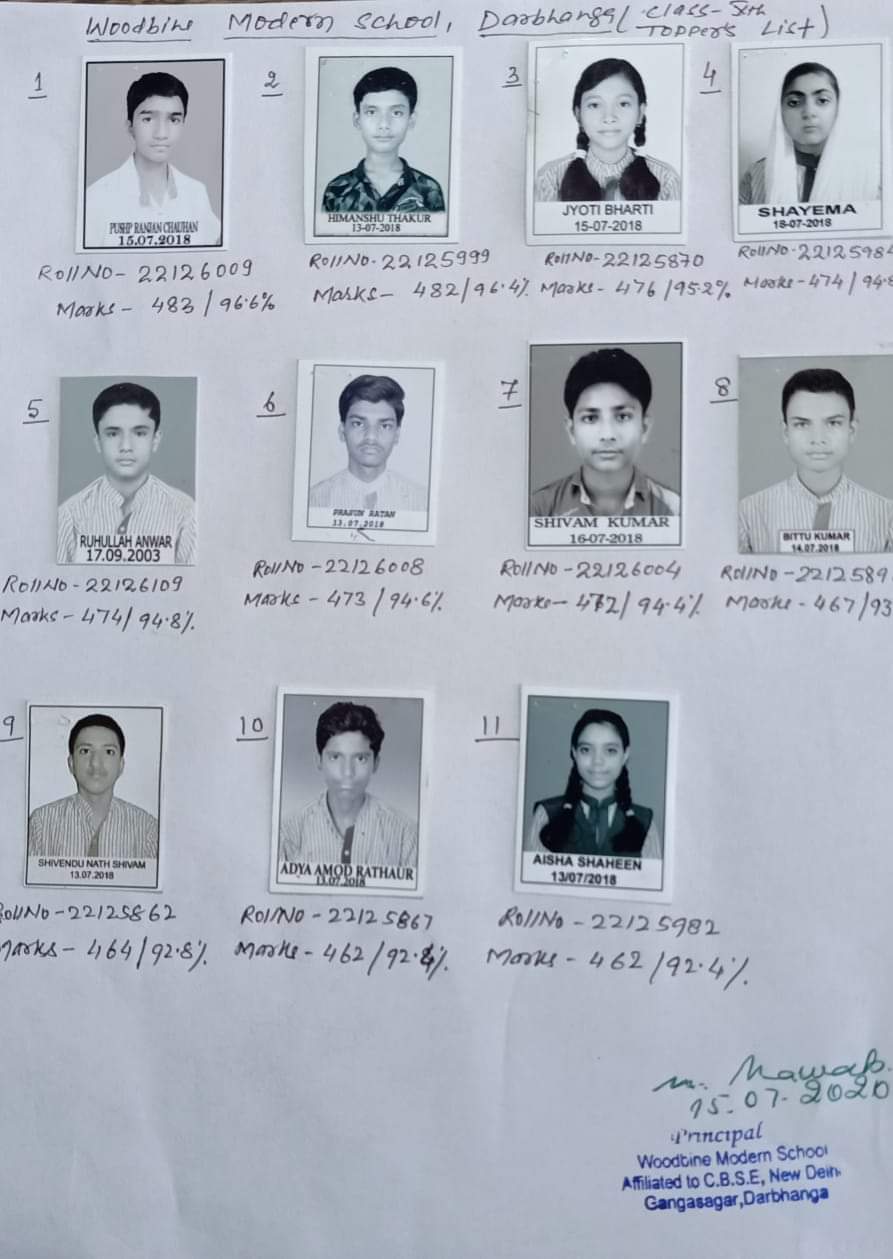 Woodbine Modern School, Darbhanga ( Class-Xth
Topper's List )
1
2
3
4
PUSHP RANJAN CHAUHAN
15.07.2018
HIMANSHU THAKUR
13-07-2018
JYOTI BHARTI
15-07-2018
SHAYEMA
18-07-2018
Roll No- 22126009
Marks - 483 / 96.6%
Roll No- 22125999
Marks- 482/96.4%
Roll No- 22125870
Marks- 476/95.2%
Roll No- 2212598
Marks-474/94.
5
6
7
8
RUHULLAH ANWAR
17.09.2003
PRASUN RATAN
13.07.2018
SHIVAM KUMAR
16-07-2018
BITTU KUMAR
14.07.2018
Roll No-22126109
Marks-474/94.8%
Roll No-22126008
Marks - 473 / 94.6%
Roll No -22126004
Marks- 472/94.4%
Roll No -2212589
Marks - 467/93
9
10
11
SHIVENDU NATH SHIVAM
13.07.2018
ADYA AMOD RATHAUR
13.07.2018
AISHA SHAHEEN
13/07/2018
Roll No -22125862
Marks- 464/92.8%
Roll No -22125867
Marks- 462/92.4%
Roll No - 22125982
Marks - 462 /92.4%
15.07.2020
Principal
Woodbine Modern School
Affiliated to C.B.S.E, New Delhi
Gangasagar,Darbhanga